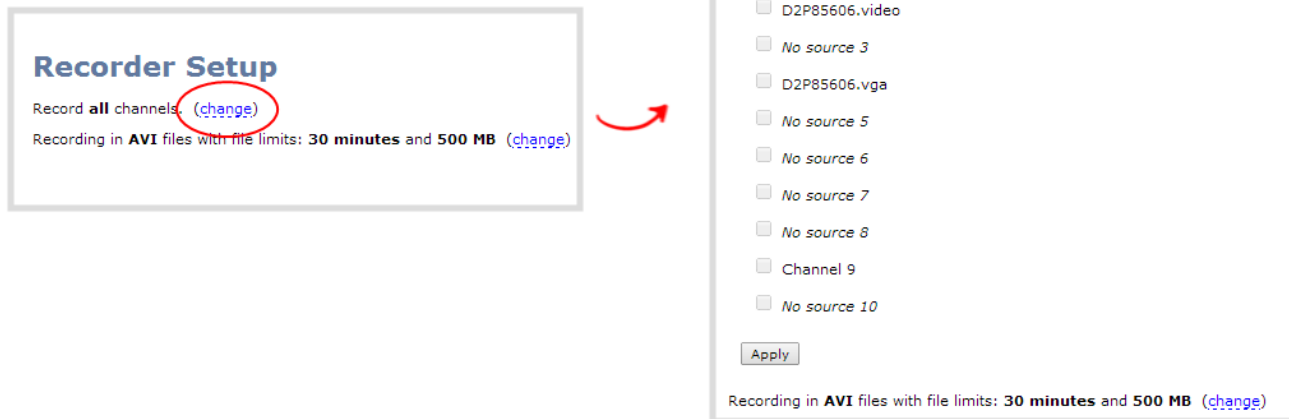 Recorder Setup
Record all channels. (change)
Recording in AVI files with file limits: 30 minutes and 500 MB (change)
D2P85606.video
No source 3
D2P85606.vga
No source 5
No source 6
No source 7
No source 8
Channel 9
No source 10
Apply
Recording in AVI files with file limits: 30 minutes and 500 MB (change)